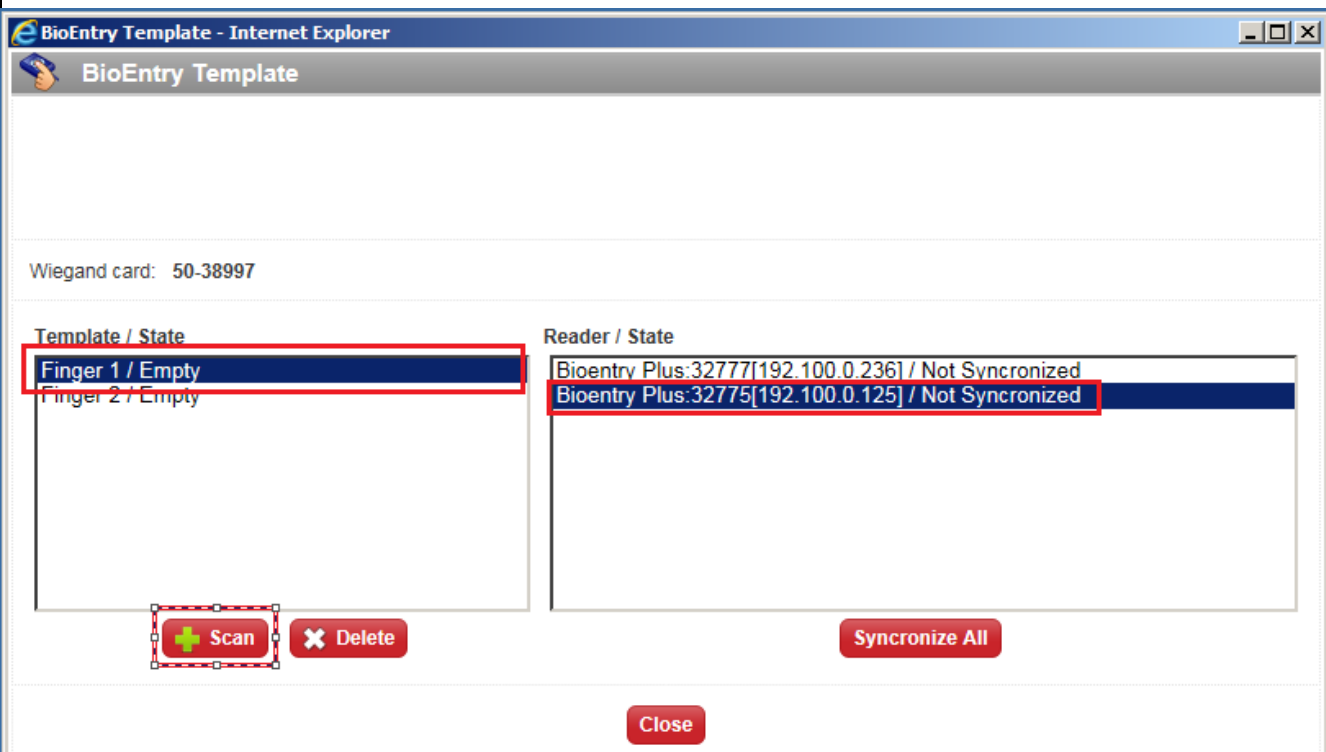 BioEntry Template - Internet Explorer
BioEntry Template
Wiegand card: 50-38997
Template / State
Finger 1 / Empty
Finger 2 / Empty
Reader / State
Bioentry Plus:32777[192.100.0.236] / Not Syncronized
Bioentry Plus:32775[192.100.0.125] / Not Syncronized
Scan
Delete
Syncronize All
Close